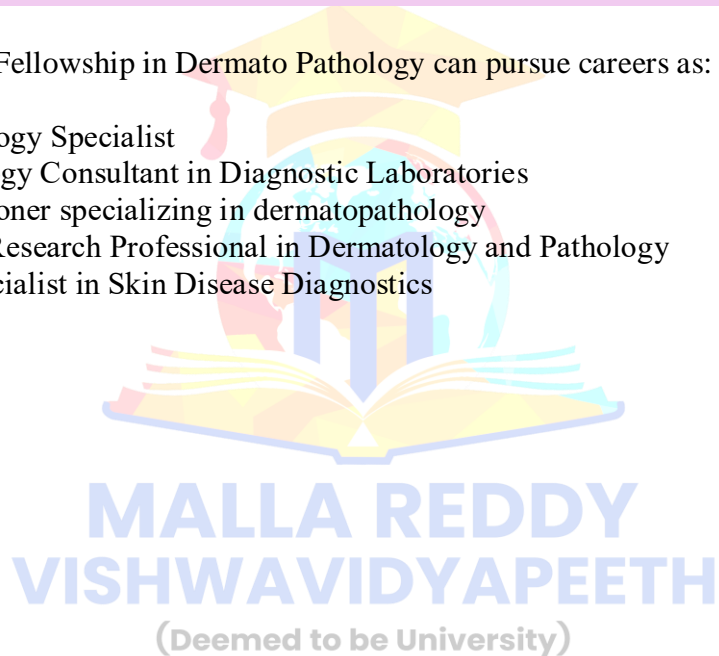 Fellowship in Dermato Pathology can pursue careers as:
ogy Specialist
gy Consultant in Diagnostic Laboratories
oner specializing in dermatopathology
Research Professional in Dermatology and Pathology
cialist in Skin Disease Diagnostics
MALLA REDDY
VISHWAVIDYAPEETH
(Deemed to be University)